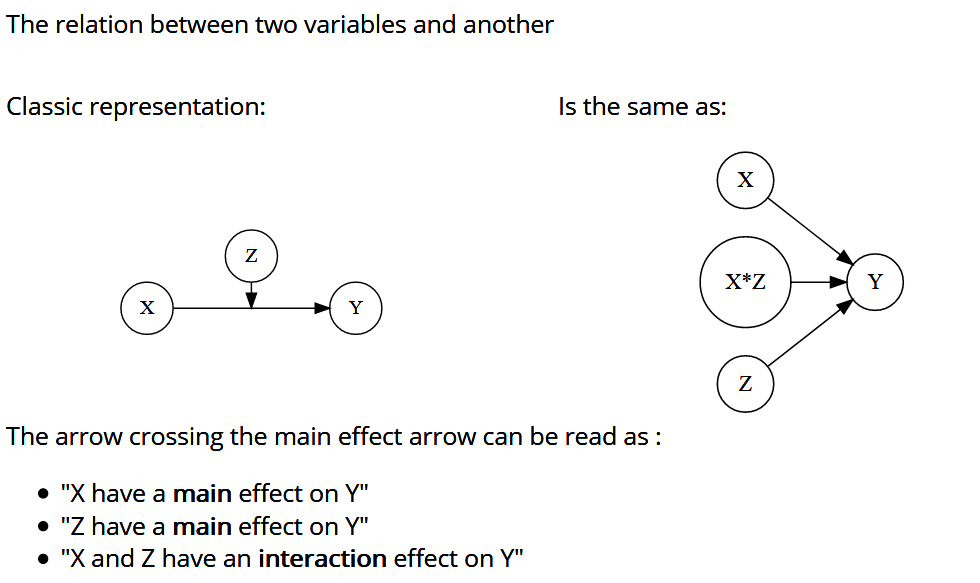 The relation between two variables and another
Classic representation:
Is the same as:
Z
X
Y
X
X*Z
Y
Z
The arrow crossing the main effect arrow can be read as :
"X have a main effect on Y"
"Z have a main effect on Y"
"X and Z have an interaction effect on Y"